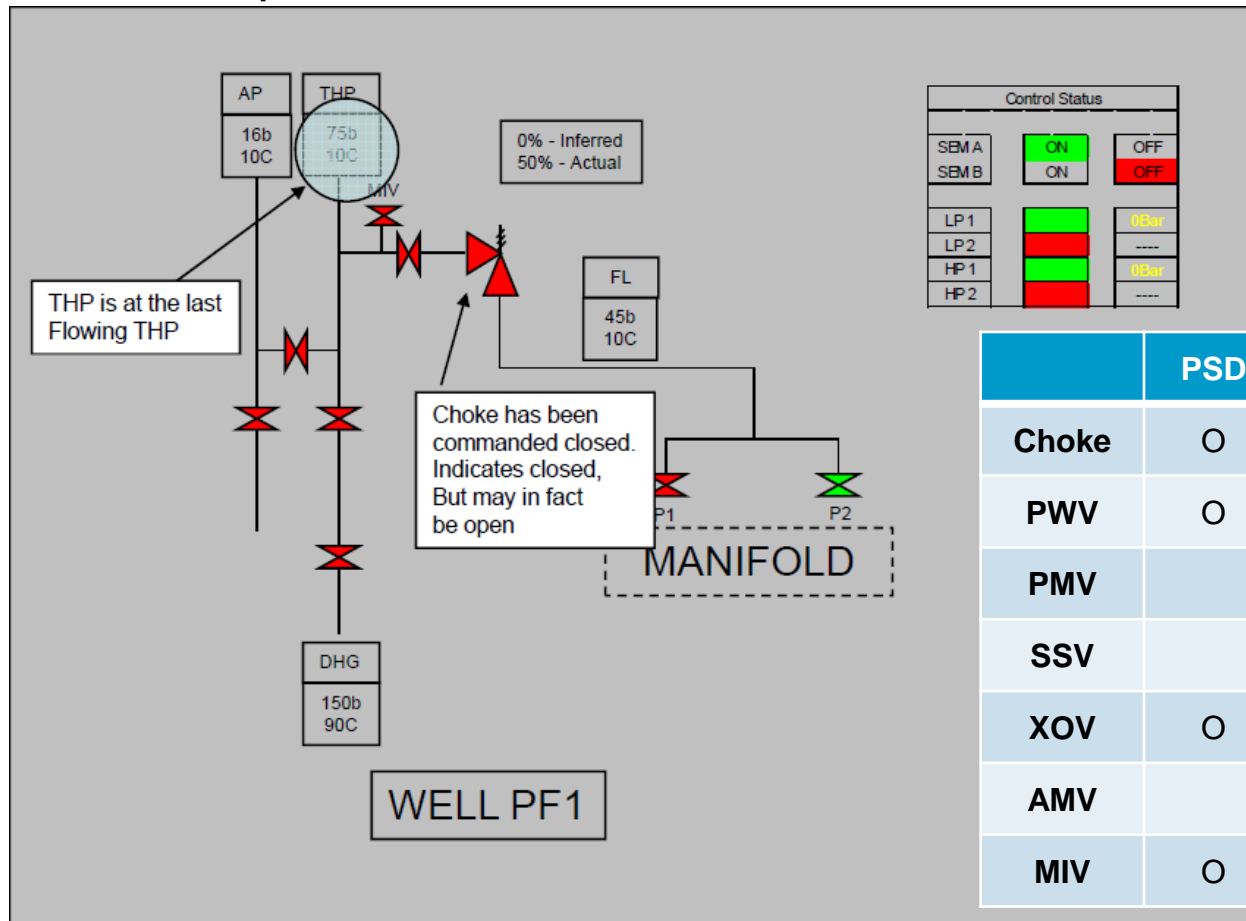 AP
THP
16b
10C
75b
10C
MIV
0% - Inferred
50% - Actual
Control Status
SEM A ON OFF
SEM B ON OFF
LP 1 0Bar
LP 2 ----
HP 1 0Bar
HP 2 ----
THP is at the last
Flowing THP
FL
45b
10C
Choke has been
commanded closed.
Indicates closed,
But may in fact
be open
P1
P2
MANIFOLD
DHG
150b
90C
WELL PF1
PSD
Choke O
PWV O
PMV
SSV
XOV O
AMV
MIV O